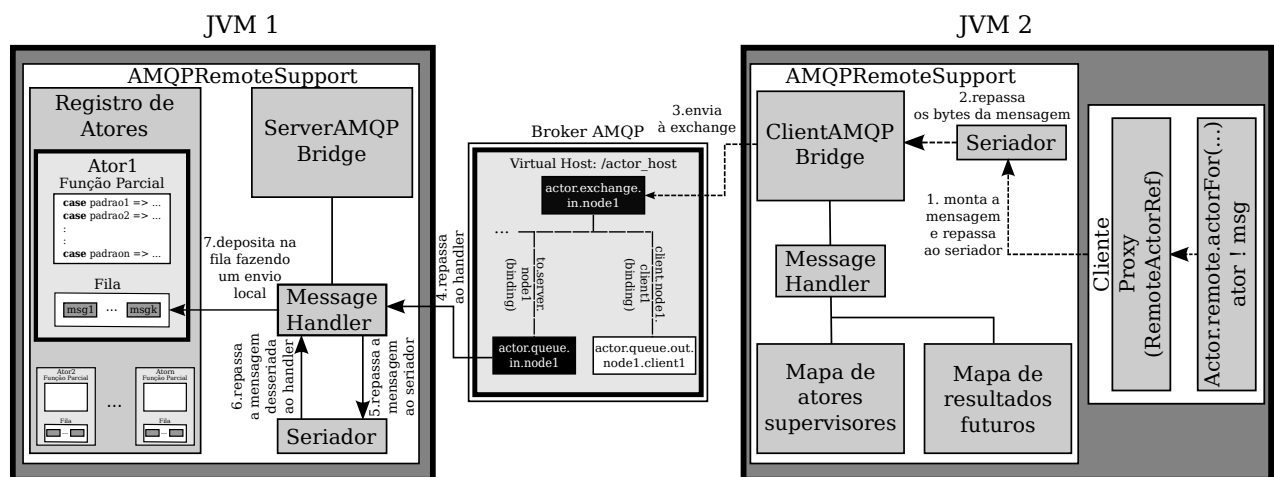 JVM 1
AMQPRemoteSupport
Registro de
Atores
Ator1
Função Parcial
case padrao1 => ...
case padrao2 => ...
:
:
case padraon => ...
Fila
msg1 ... msgk
Ator2
Função Parcial
Fila
...
...
Atorn
Função Parcial
Fila
...
ServerAMQP
Bridge
7.deposita na
fila fazendo
um envio
local
Message
Handler
6.repassa
a mensagem
desseriada
ao handler
5.repassa a
mensagem
ao seriador
Seriador
4.repassa
ao handler
Broker AMQP
Virtual Host: /actor_host
actor.exchange.
in.node1
...
to.server.
node1
(binding)
client.node1.
client1
(binding)
actor.queue.
in.node1
actor.queue.out.
node1.client1
3.envia
à exchange
JVM 2
AMQPRemoteSupport
ClientAMQP
Bridge
2.repassa
os bytes da mensagem
Seriador
1. monta a
mensagem
e repassa
ao seriador
Message
Handler
Mapa de
atores
supervisores
Mapa de
resultados
futuros
Cliente
Proxy
(RemoteActorRef)
Actor.remote.actorFor(...)
ator ! msg